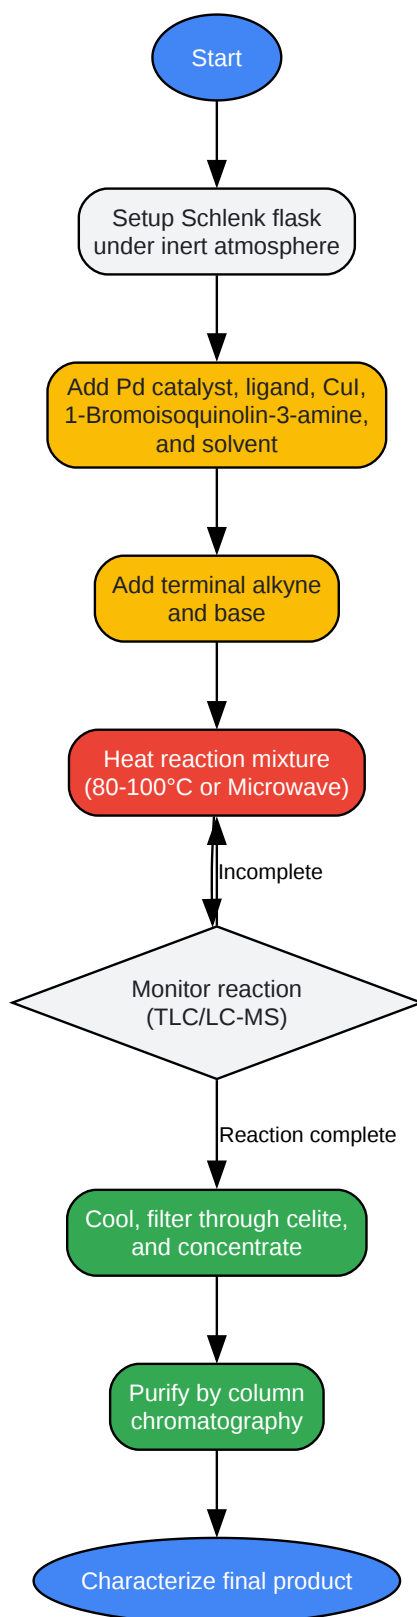 Start
Setup Schlenk flask
under inert atmosphere
Add Pd catalyst, ligand, CuI,
1-Bromoisoquinolin-3-amine,
and solvent
Add terminal alkyne
and base
Heat reaction mixture
(80-100°C or Microwave)
Incomplete
Monitor reaction
(TLC/LC-MS)
Reaction complete
Cool, filter through celite,
and concentrate
Purify by column
chromatography
Characterize final product